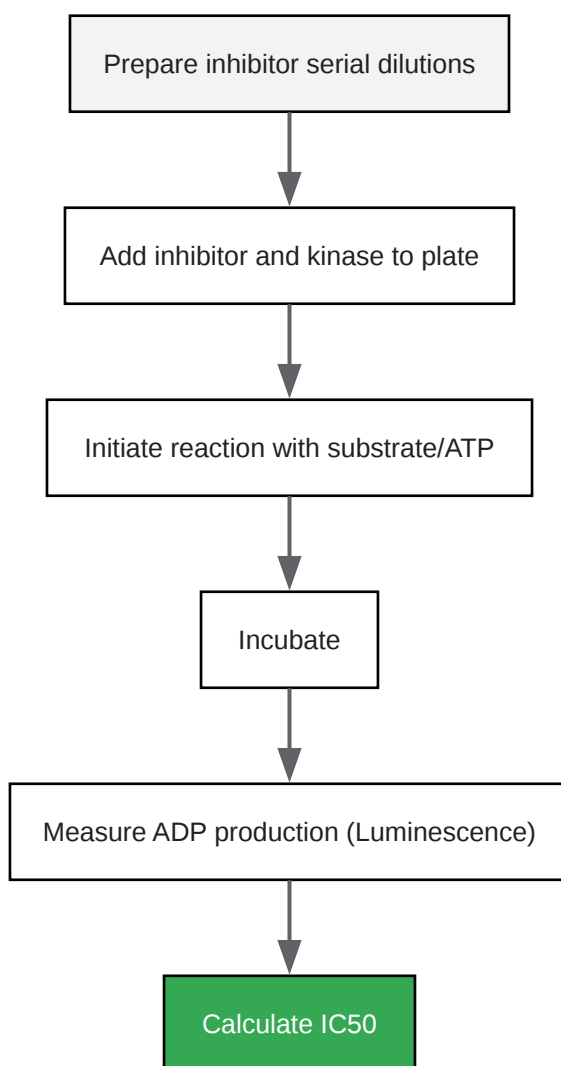 Prepare inhibitor serial dilutions
Add inhibitor and kinase to plate
Initiate reaction with substrate/ATP
Incubate
Measure ADP production (Luminescence)
Calculate IC50